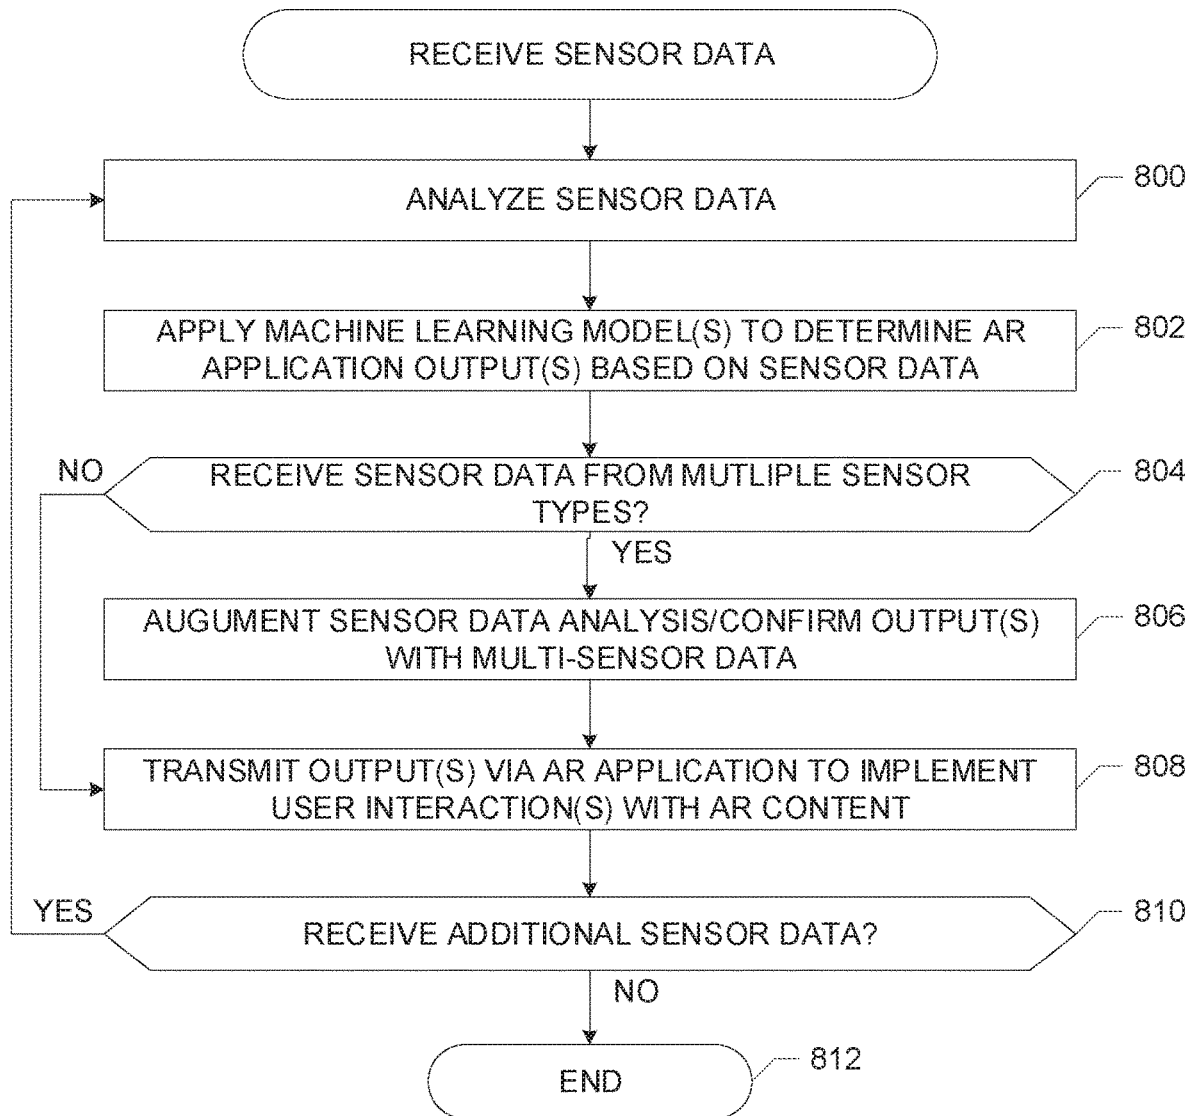 RECEIVE SENSOR DATA
ANALYZE SENSOR DATA
800
APPLY MACHINE LEARNING MODEL(S) TO DETERMINE AR
APPLICATION OUTPUT(S) BASED ON SENSOR DATA
802
NO
RECEIVE SENSOR DATA FROM MUTLIPLE SENSOR
TYPES?
804
YES
AUGUMENT SENSOR DATA ANALYSIS/CONFIRM OUTPUT(S)
WITH MULTI-SENSOR DATA
806
TRANSMIT OUTPUT(S) VIA AR APPLICATION TO IMPLEMENT
USER INTERACTION(S) WITH AR CONTENT
808
YES
RECEIVE ADDITIONAL SENSOR DATA?
810
NO
END
812